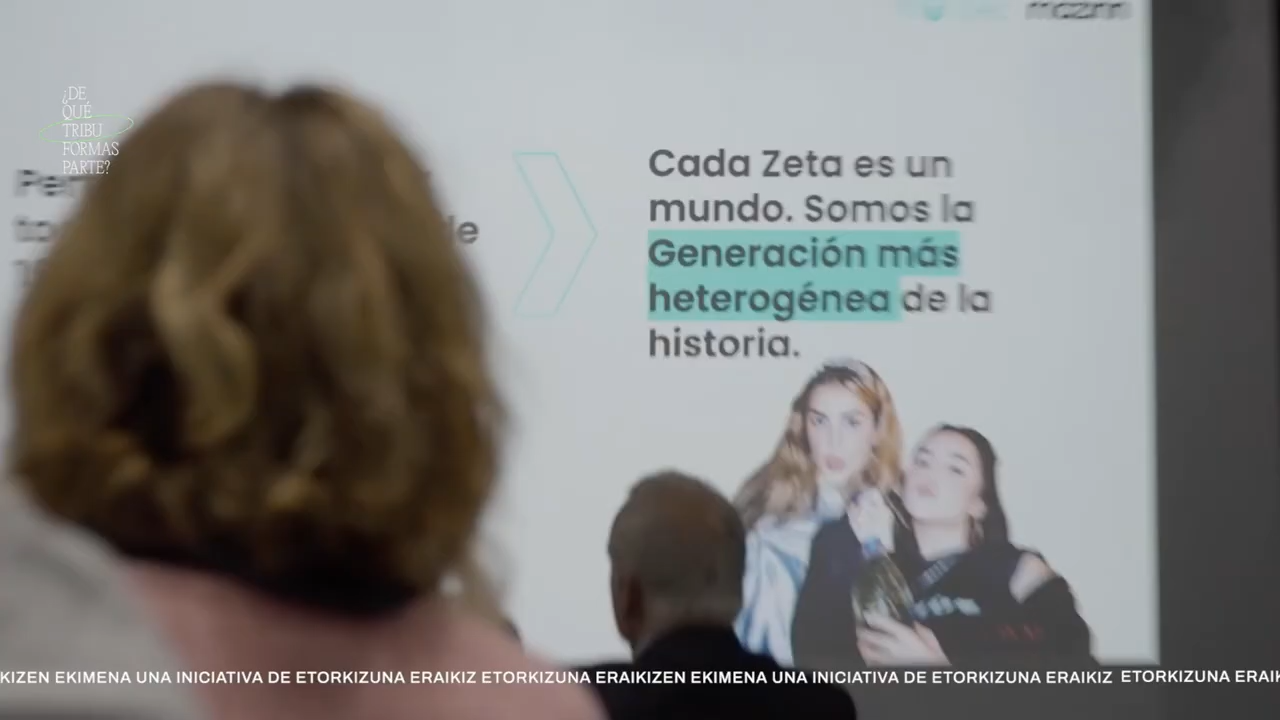 mazinn
¿DE
QUÉ
TRIBU
FORMAS
PARTE?
Cada Zeta es un
mundo. Somos la
Generación más
heterogénea de la
historia.
KIZEN EKIMENA UNA INICIATIVA DE ETORKIZUNA ERAIKIZ ETORKIZUNA ERAIKIZEN EKIMENA UNA INICIATIVA DE ETORKIZUNA ERAIKIZ ETORKIZUNA ERAIK